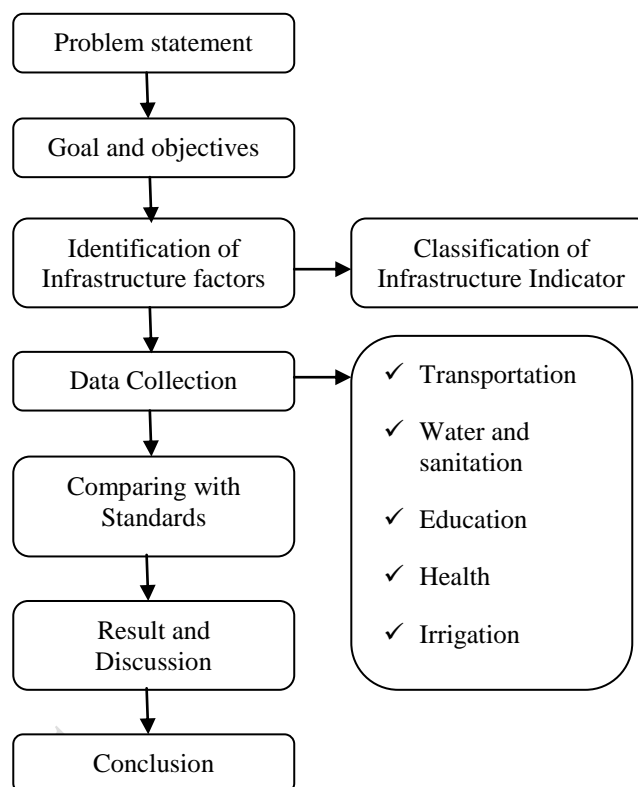 Problem statement
Goal and objectives
Identification of
Infrastructure factors
Classification of
Infrastructure Indicator
Data Collection
✓ Transportation
✓ Water and
sanitation
✓ Education
✓ Health
✓ Irrigation
Comparing with
Standards
Result and
Discussion
Conclusion